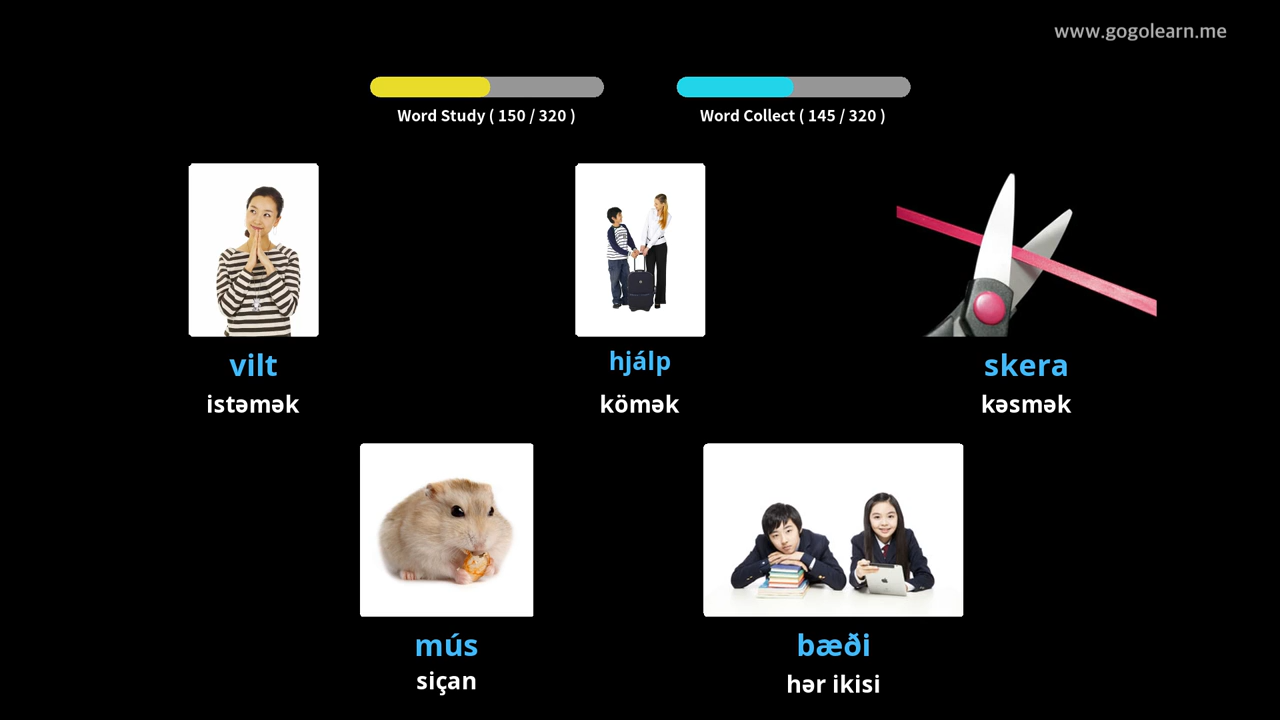 www.gogolearn.me
Word Study ( 150 / 320 )
Word Collect ( 145 / 320 )
vilt
istəmək
hjálp
kömək
skera
kəsmək
mús
siçan
bæði
hər ikisi